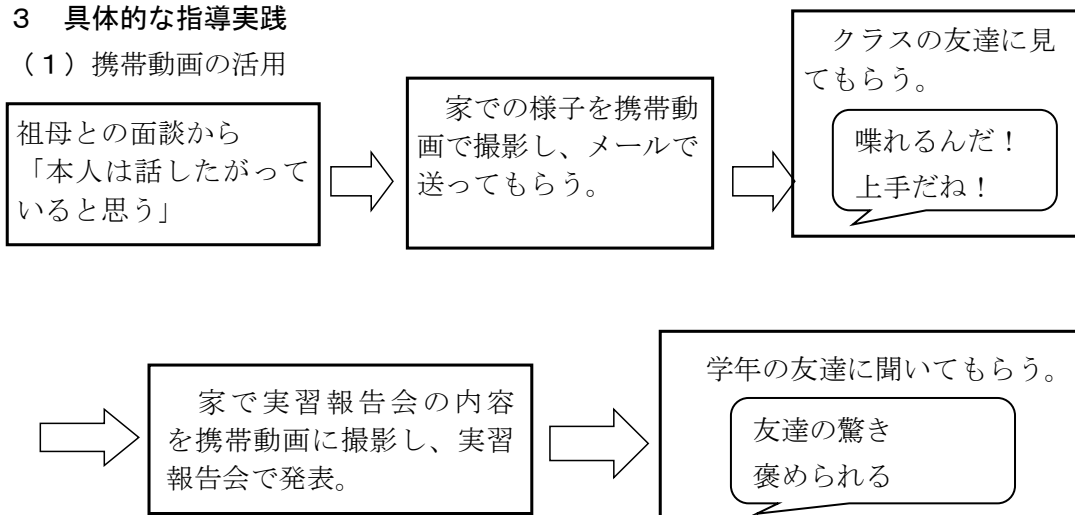 ３　具体的な指導実践
（１）携帯動画の活用
祖母との面談から
「本人は話したがって
いると思う」
家での様子を携帯動
画で撮影し、メールで
送ってもらう。
クラスの友達に見
てもらう。
喋れるんだ！
上手だね！
家で実習報告会の内容
を携帯動画に撮影し、実習
報告会で発表。
学年の友達に聞いてもらう。
友達の驚き
褒められる